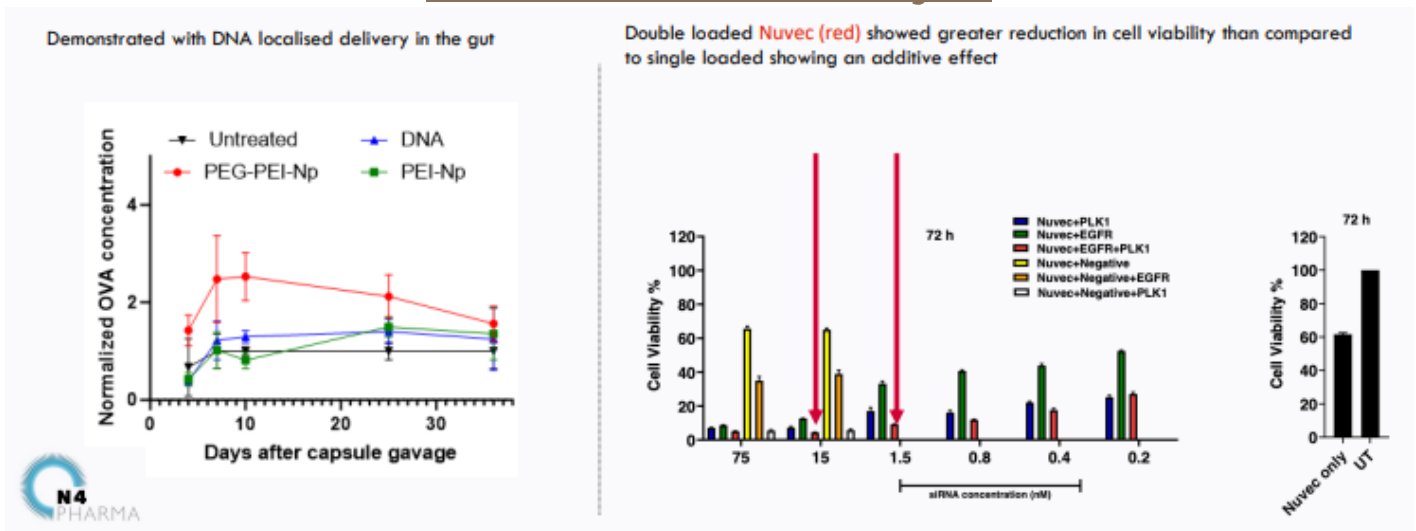 Demonstrated with DNA localised delivery in the gut
Normalized OVA concentration
Untreated
DNA
PEG-PEI-Np
PEI-Np
4
2
0
0
10
20
30
Days after capsule gavage
N4
PHARMA
Double loaded Nuvec (red) showed greater reduction in cell viability than compared
to single loaded showing an additive effect
72 h
Nuvec+PLK1
Nuvec+EGFR
Nuvec+EGFR+PLK1
Nuvec+Negative
Nuvec+Negative+EGFR
Nuvec+Negative+PLK1
Cell Viability %
120
100
80
60
40
20
0
75
15
1.5
0.8
0.4
0.2
siRNA concentration (nM)
72 h
Cell Viability %
120
100
80
60
40
20
0
Nuvec only
UT